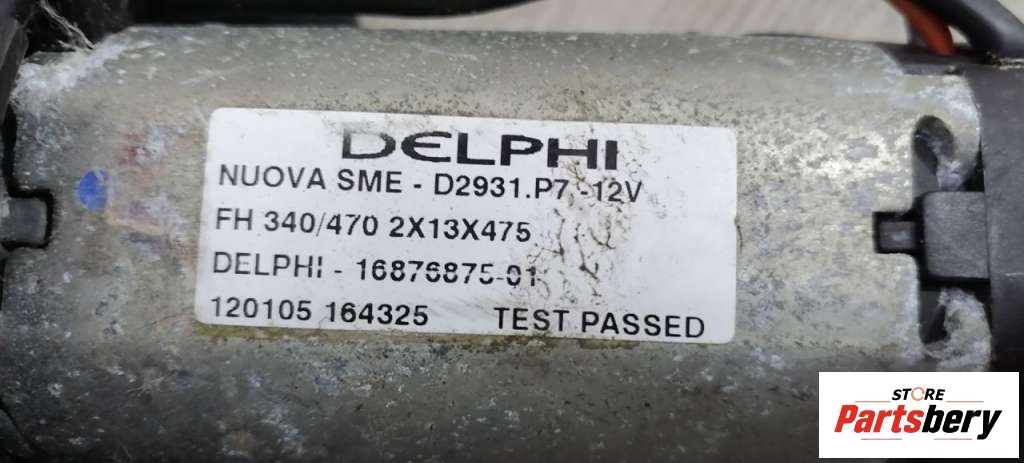 DELPHI
NUOVA SME - D2931.P7 -12V
FH 340/470 2X13X475
DELPHI - 16876875-01
120105 164325 TEST PASSED
STORE
Partsbery